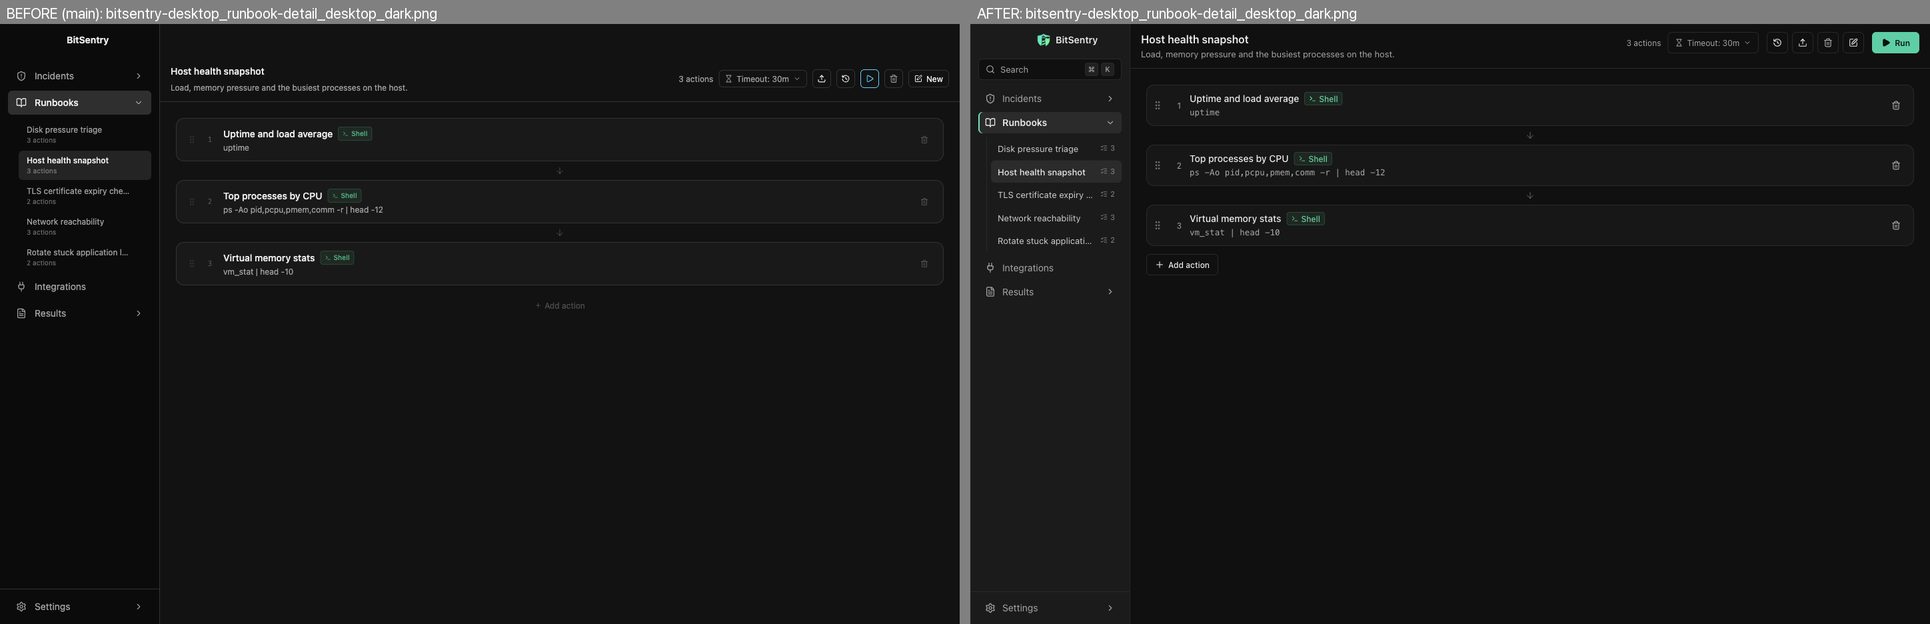 BEFORE (main): bitsentry-desktop_runbook-detail_desktop_dark.png
BitSentry
Incidents
Runbooks
Disk pressure triage
3 actions
Host health snapshot
3 actions
TLS certificate expiry che...
2 actions
Network reachability
3 actions
Rotate stuck application l...
2 actions
Integrations
Results
Settings
Host health snapshot
Load, memory pressure and the busiest processes on the host.
3 actions
Timeout: 30m
New
1 Uptime and load average >_ Shell
uptime
2 Top processes by CPU >_ Shell
ps -Ao pid,pcpu,pmem,comm -r | head -12
3 Virtual memory stats >_ Shell
vm_stat | head -10
+ Add action
AFTER: bitsentry-desktop_runbook-detail_desktop_dark.png
BitSentry
Search ⌘ K
Incidents
Runbooks
Disk pressure triage 3
Host health snapshot 3
TLS certificate expiry ... 2
Network reachability 3
Rotate stuck applicati... 2
Integrations
Results
Settings
Host health snapshot
Load, memory pressure and the busiest processes on the host.
3 actions
Timeout: 30m
Run
1 Uptime and load average >_ Shell
uptime
2 Top processes by CPU >_ Shell
ps -Ao pid,pcpu,pmem,comm -r | head -12
3 Virtual memory stats >_ Shell
vm_stat | head -10
+ Add action